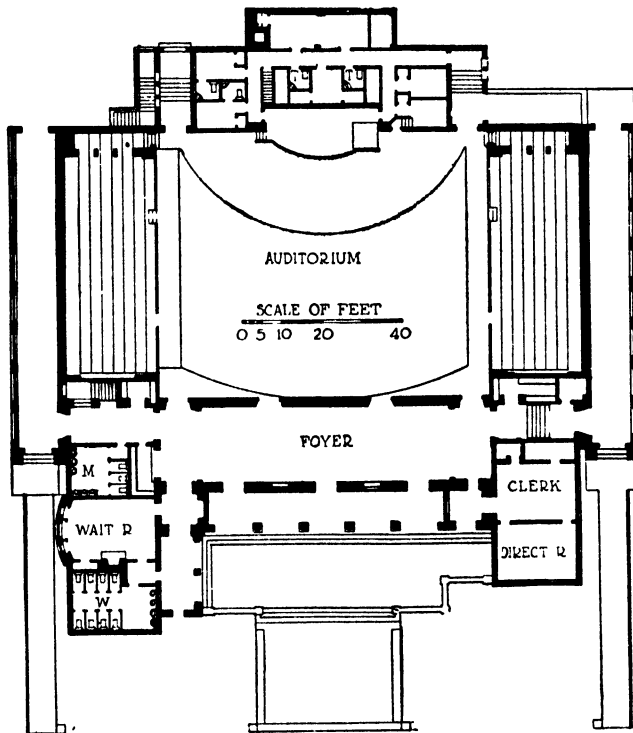 T
T
AUDITORIUM
SCALE OF FEET
0 5 10 20 40
FOYER
M
CLERK
WAIT R
DIRECT R
W